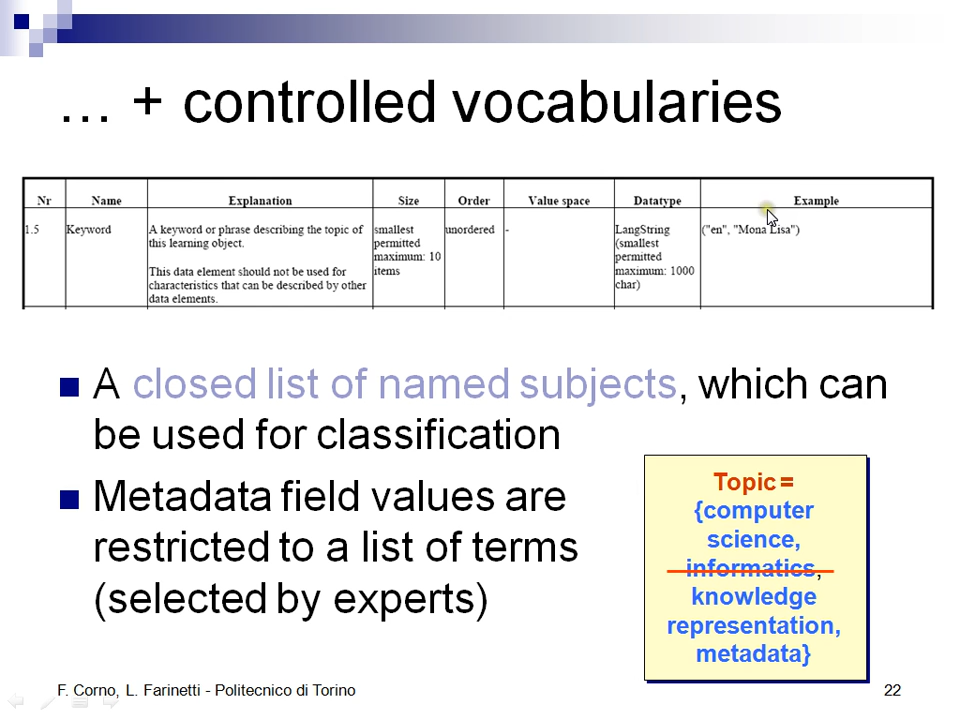 … + controlled vocabularies
Nr Name Explanation Size Order Value space Datatype Example
1.5 Keyword A keyword or phrase describing the topic of this learning object. smallest permitted maximum: 10 items unordered - LangString (smallest permitted maximum: 1000 char) ("en", "Mona Lisa")
This data element should not be used for characteristics that can be described by other data elements.
A closed list of named subjects, which can
be used for classification
Metadata field values are
restricted to a list of terms
(selected by experts)
Topic =
{computer
science,
informatics,
knowledge
representation,
metadata}
F. Corno, L. Farinetti - Politecnico di Torino
22